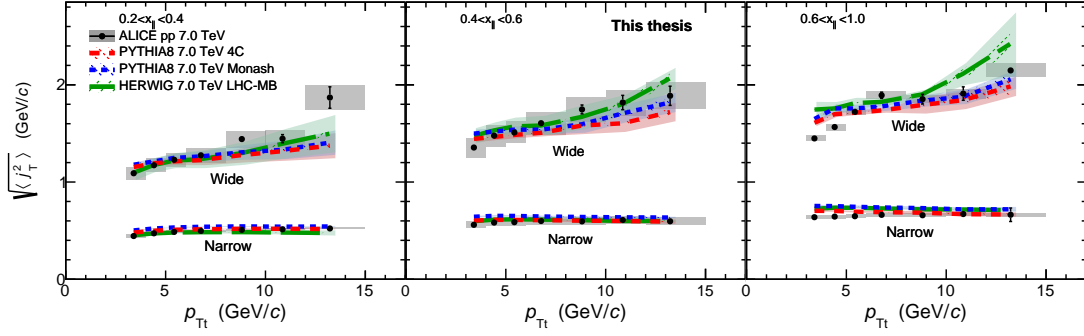 0.2<x||<0.4
ALICE pp 7.0 TeV
PYTHIA8 7.0 TeV 4C
PYTHIA8 7.0 TeV Monash
HERWIG 7.0 TeV LHC-MB
0.4<x||<0.6
This thesis
0.6<x||<1.0
√⟨j_T^2⟩ (GeV/c)
2
1
0
Wide
Narrow
Wide
Narrow
Wide
Narrow
0 5 10 15
0 5 10 15
0 5 10 15
p_Tt (GeV/c)
p_Tt (GeV/c)
p_Tt (GeV/c)